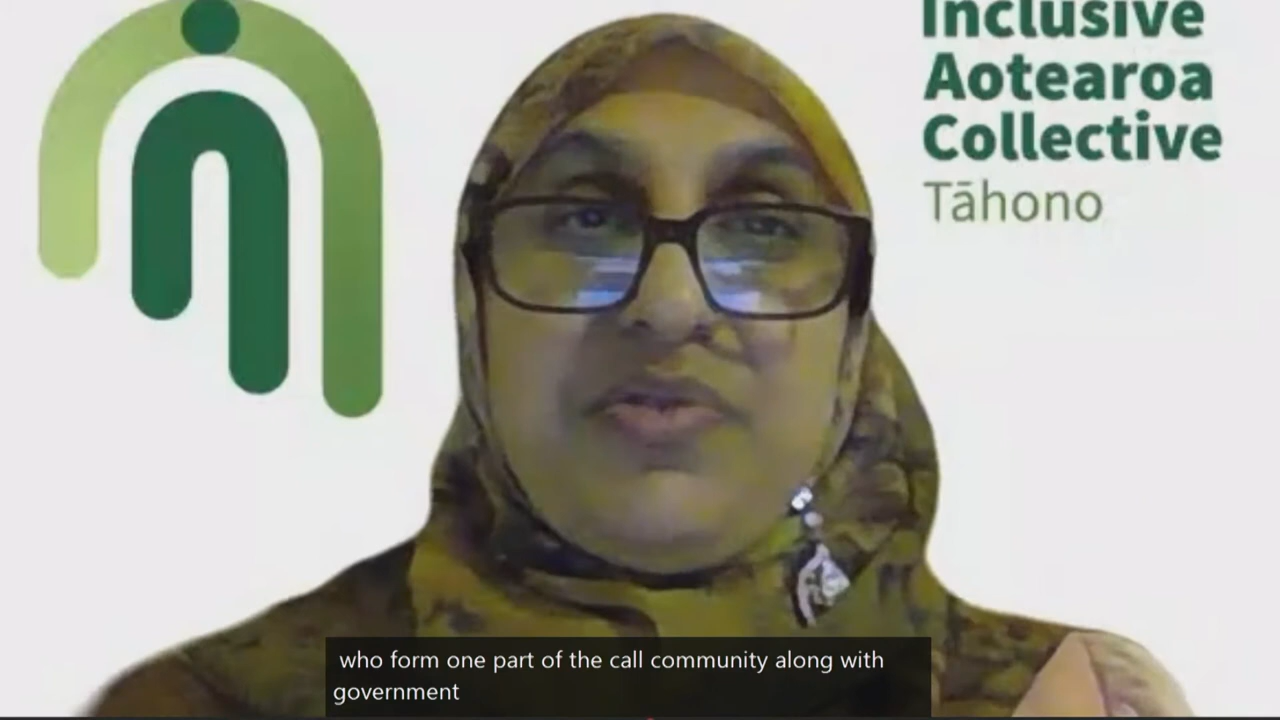 Inclusive
Aotearoa
Collective
Tāhono
who form one part of the call community along with
government